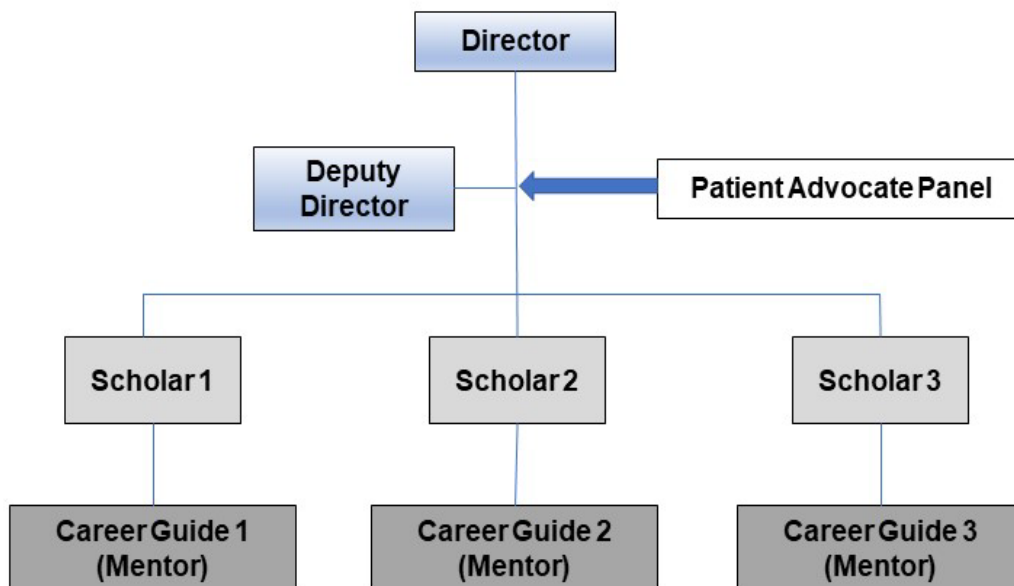 Director
Deputy
Director
Patient Advocate Panel
Scholar 1
Scholar 2
Scholar 3
Career Guide 1
(Mentor)
Career Guide 2
(Mentor)
Career Guide 3
(Mentor)